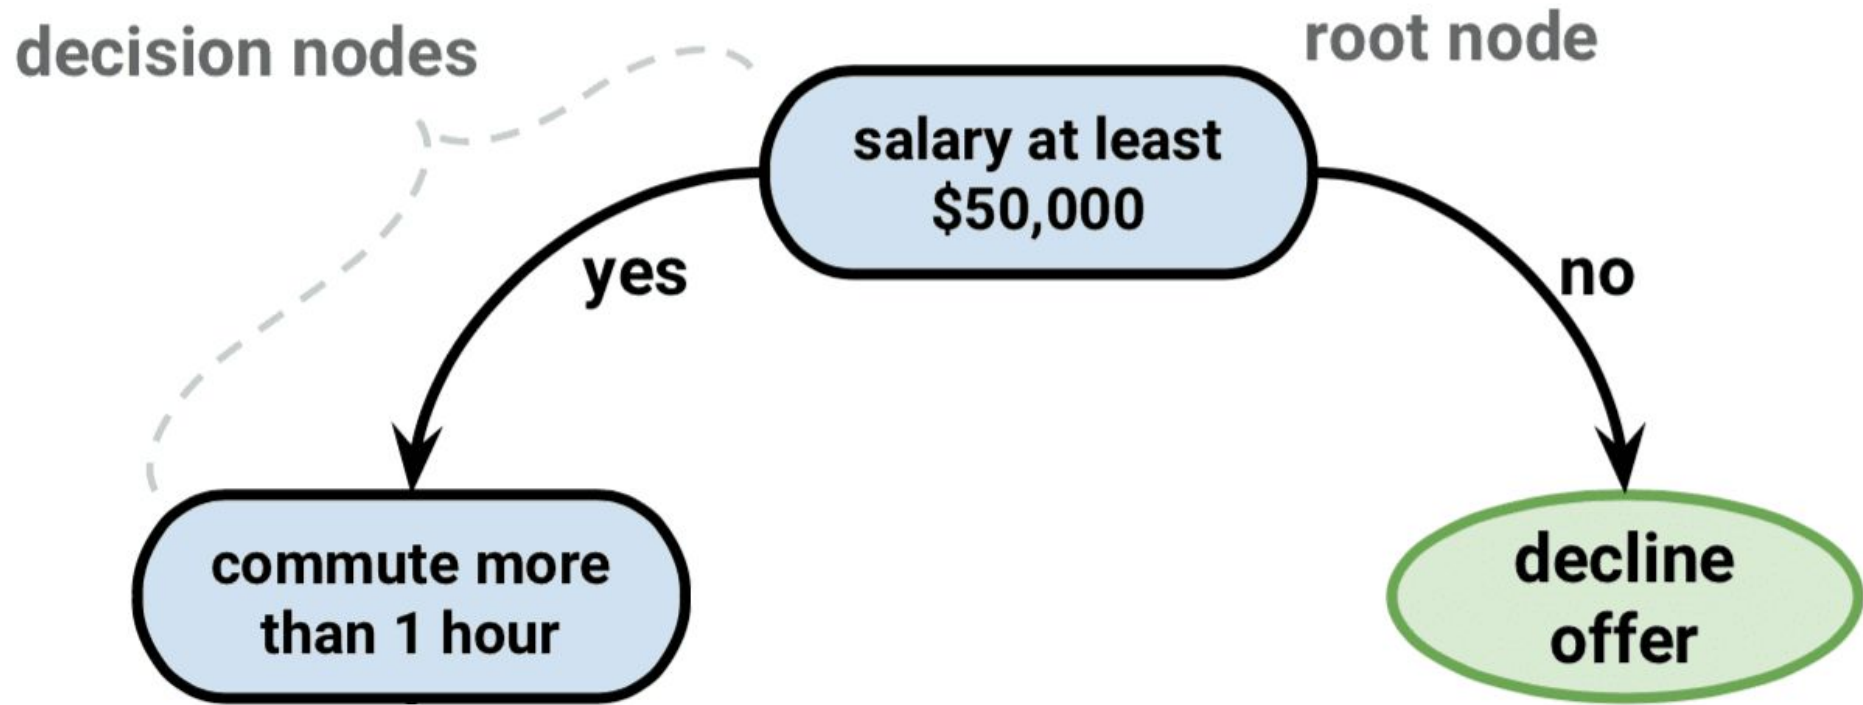 decision nodes
root node
salary at least
$50,000
yes
no
commute more
than 1 hour
decline
offer